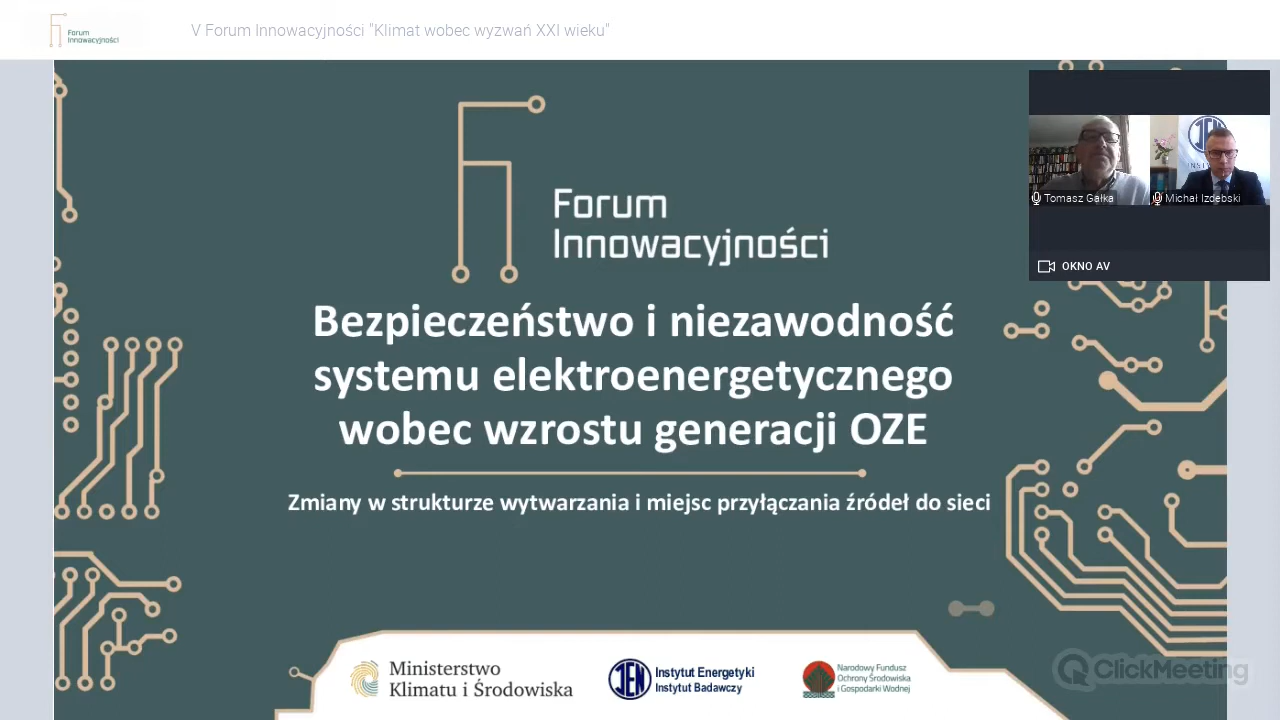 Forum
Innowacyjności
V Forum Innowacyjności "Klimat wobec wyzwań XXI wieku"
Forum
Innowacyjności
Bezpieczeństwo i niezawodność
systemu elektroenergetycznego
wobec wzrostu generacji OZE
Zmiany w strukturze wytwarzania i miejsc przyłączania źródeł do sieci
IEN
Tomasz Gałka
Michał Izdebski
OKNO AV
Ministerstwo
Klimatu i Środowiska
IEN
Instytut Energetyki
Instytut Badawczy
Narodowy Fundusz
Ochrony Środowiska
i Gospodarki Wodnej
ClickMeeting